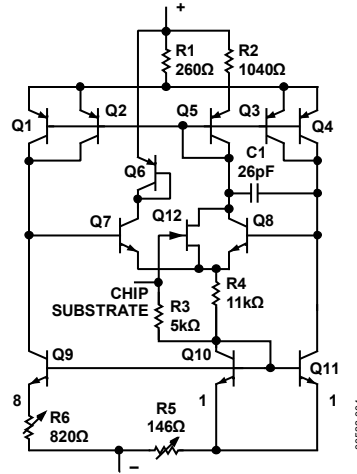 +
R1
260Ω
R2
1040Ω
Q1
Q2
Q5
Q3
Q4
C1
26pF
Q6
Q7
Q12
Q8
CHIP
SUBSTRATE
R3
5kΩ
R4
11kΩ
Q9
Q10
Q11
8
1
1
R6
820Ω
R5
146Ω
–